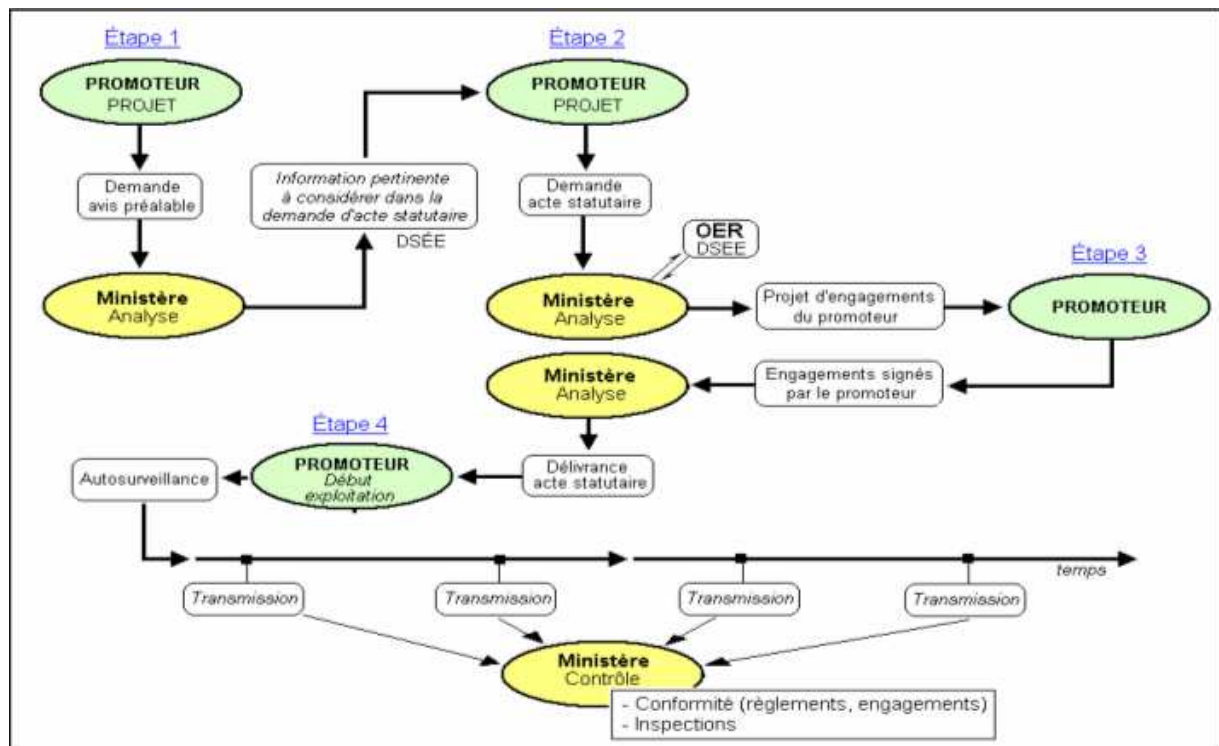 Étape 1
PROMOTEUR
PROJET
Demande
avis préalable
Ministère
Analyse
Information pertinente
à considérer dans la
demande d'acte statutaire
DSÉE
Étape 2
PROMOTEUR
PROJET
Demande
acte statutaire
OER
DSEE
Ministère
Analyse
Projet d'engagements
du promoteur
Étape 3
PROMOTEUR
Engagements signés
par le promoteur
Ministère
Analyse
Délivrance
acte statutaire
Étape 4
PROMOTEUR
Début
exploitation
Autosurveillance
temps
Transmission
Transmission
Transmission
Transmission
Ministère
Contrôle
- Conformité (règlements, engagements)
- Inspections